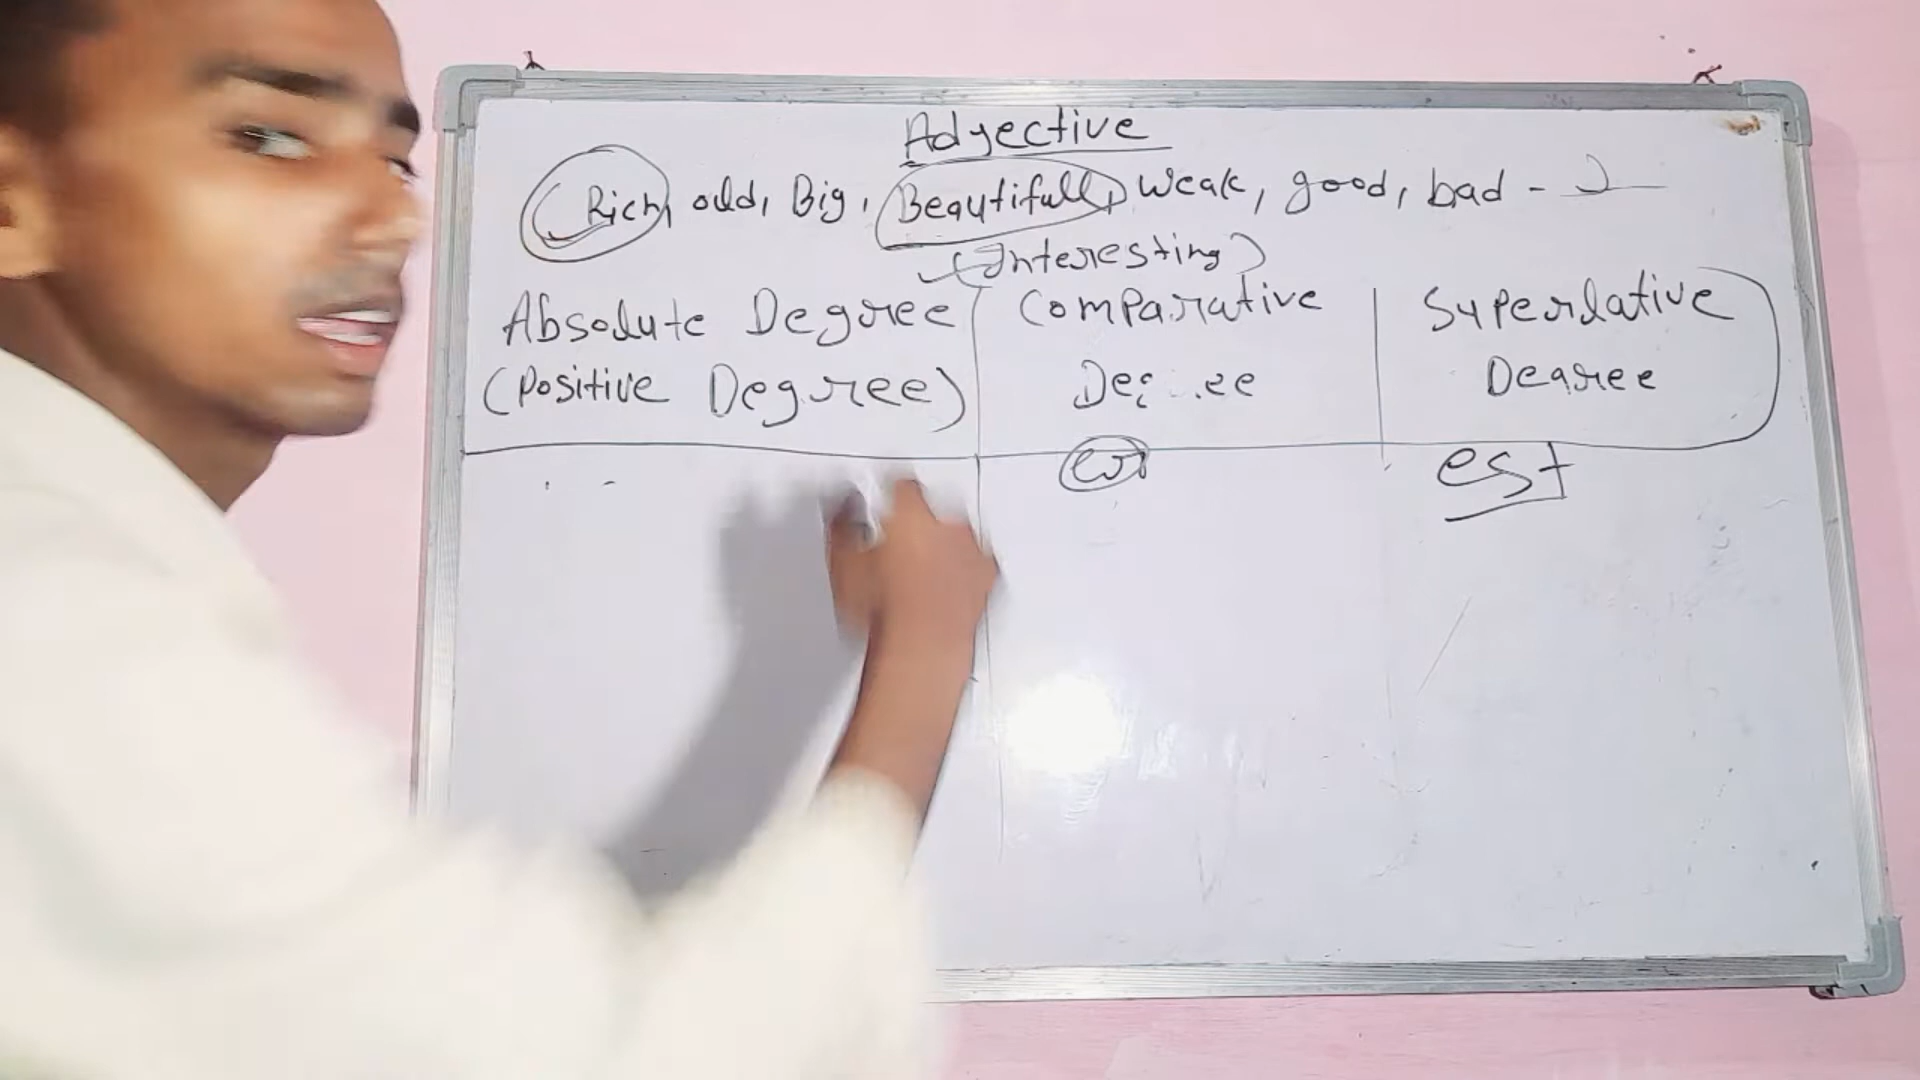 Adjective
Rich, old, Big, Beautifull, Weak, good, bad -
(Interesting)
Absolute Degree Comparative Superlative
(Positive Degree) Degree Degree
er est